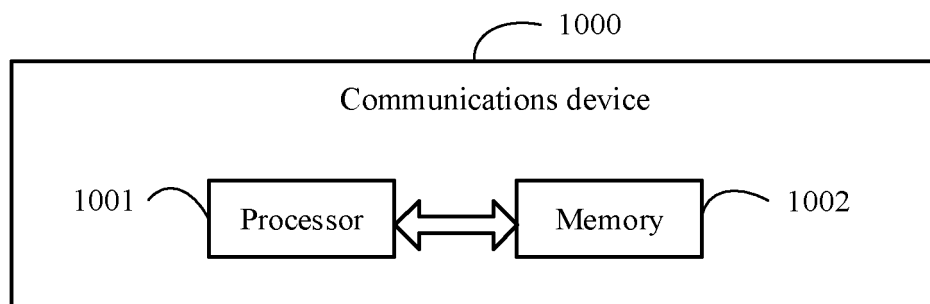 1000
Communications device
1001
Processor
Memory
1002